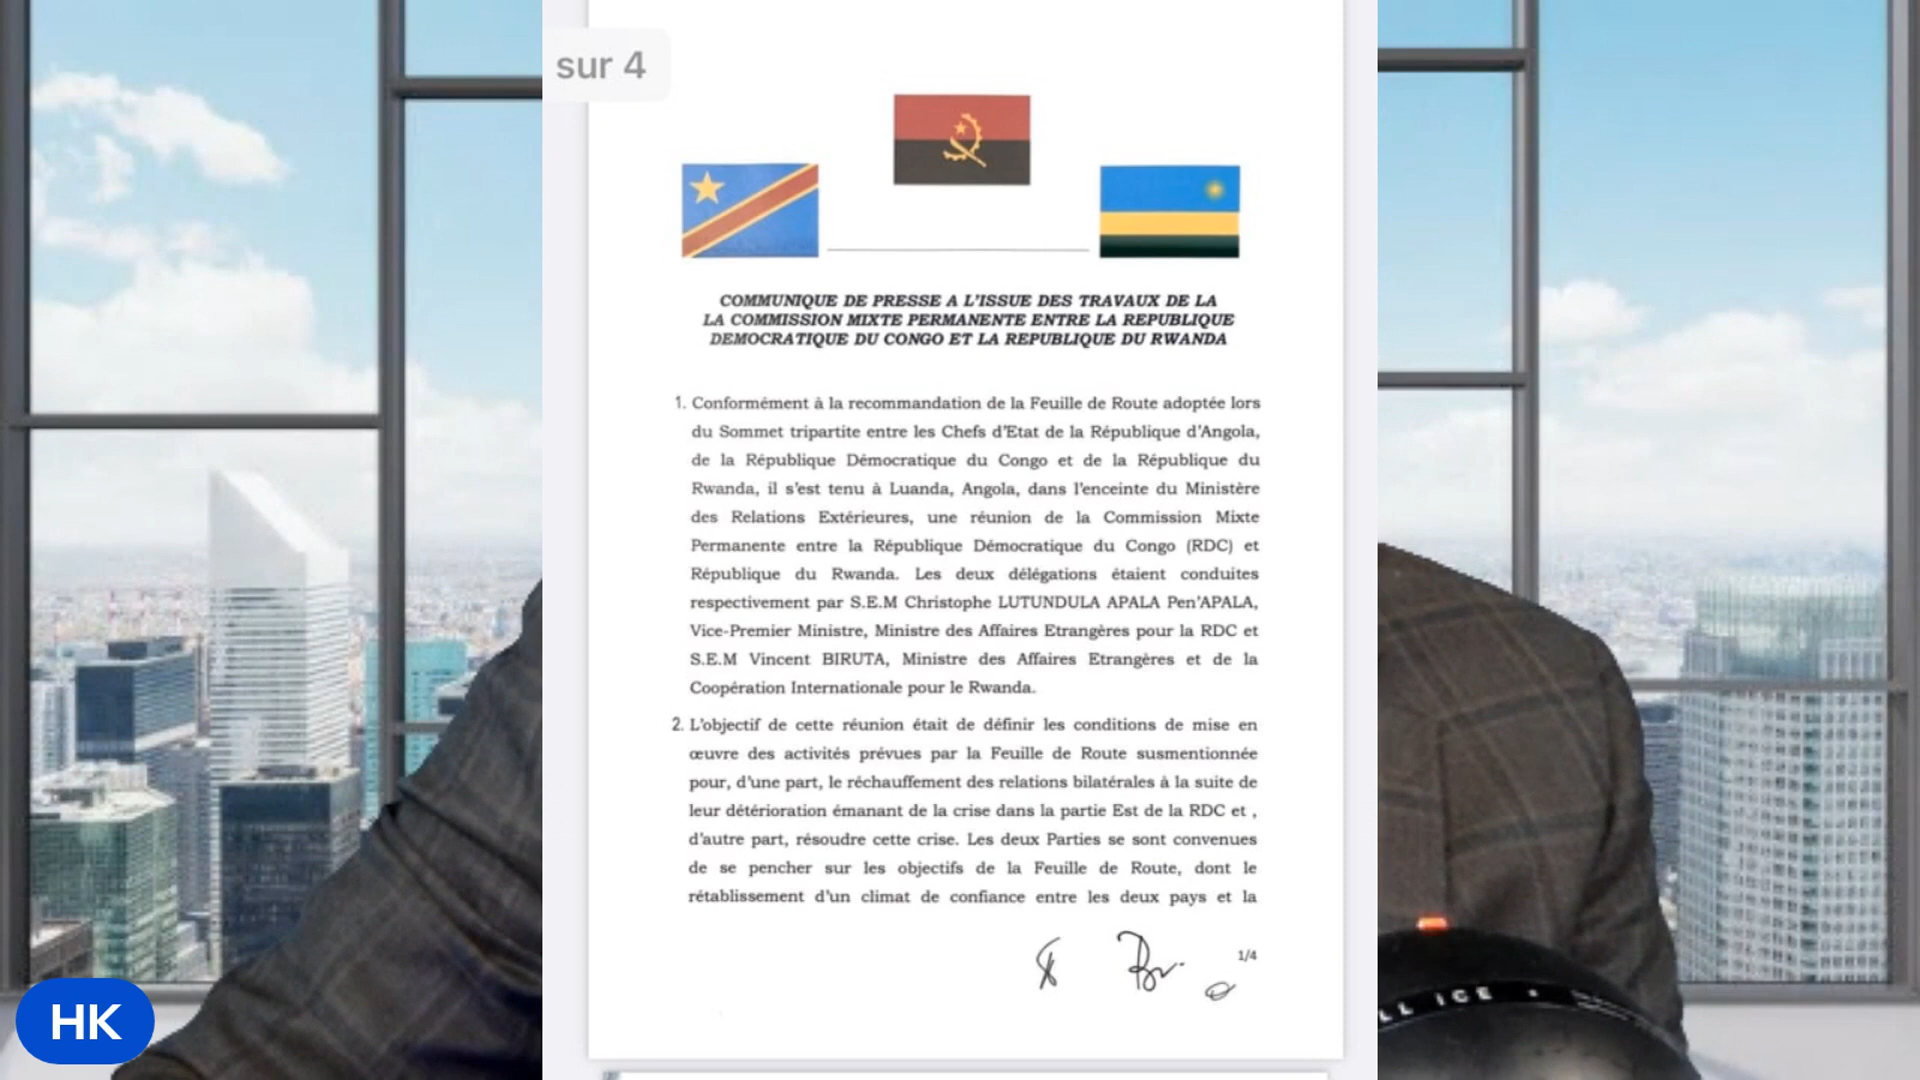 sur 4
COMMUNIQUE DE PRESSE A L'ISSUE DES TRAVAUX DE LA
LA COMMISSION MIXTE PERMANENTE ENTRE LA REPUBLIQUE
DEMOCRATIQUE DU CONGO ET LA REPUBLIQUE DU RWANDA
1. Conformément à la recommandation de la Feuille de Route adoptée lors
du Sommet tripartite entre les Chefs d'Etat de la République d'Angola,
de la République Démocratique du Congo et de la République du
Rwanda, il s'est tenu à Luanda, Angola, dans l'enceinte du Ministère
des Relations Extérieures, une réunion de la Commission Mixte
Permanente entre la République Démocratique du Congo (RDC) et
République du Rwanda. Les deux délégations étaient conduites
respectivement par S.E.M Christophe LUTUNDULA APALA Pen'APALA,
Vice-Premier Ministre, Ministre des Affaires Etrangères pour la RDC et
S.E.M Vincent BIRUTA, Ministre des Affaires Etrangères et de la
Coopération Internationale pour le Rwanda.
2. L'objectif de cette réunion était de définir les conditions de mise en
œuvre des activités prévues par la Feuille de Route susmentionnée
pour, d'une part, le réchauffement des relations bilatérales à la suite de
leur détérioration émanant de la crise dans la partie Est de la RDC et ,
d'autre part, résoudre cette crise. Les deux Parties se sont convenues
de se pencher sur les objectifs de la Feuille de Route, dont le
rétablissement d'un climat de confiance entre les deux pays et la
1/4
HK
LL ICE